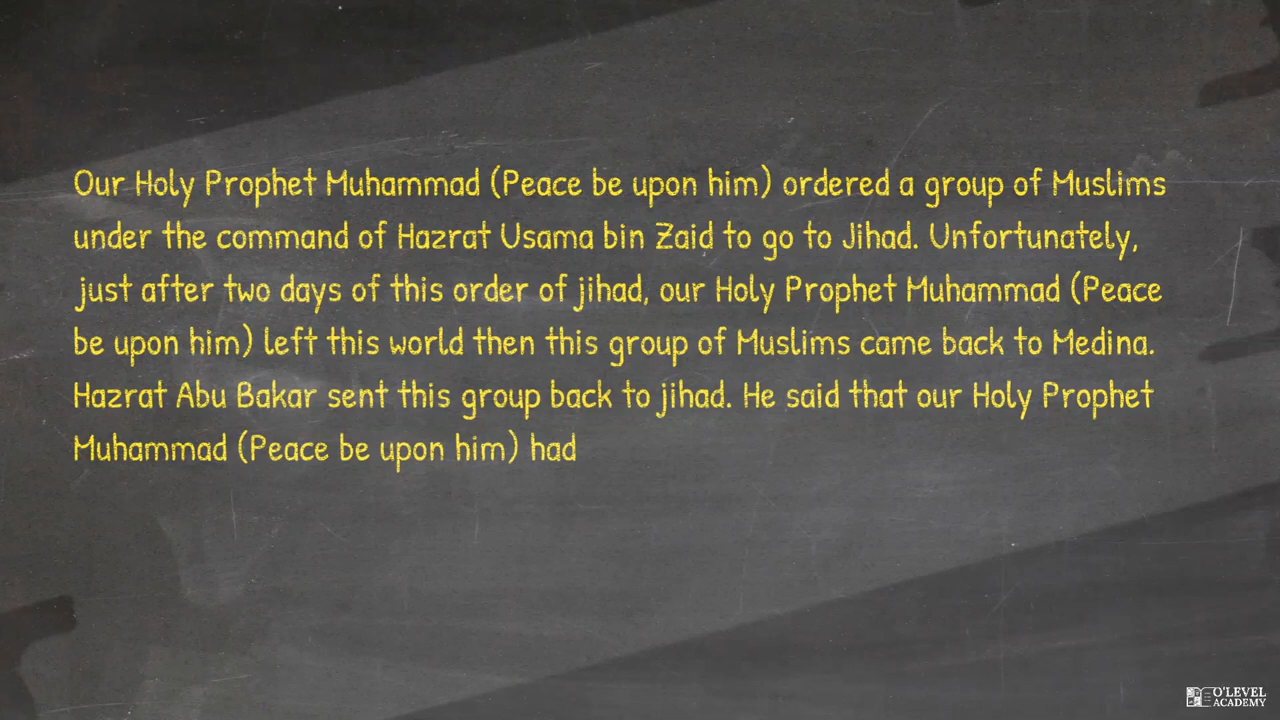 Our Holy Prophet Muhammad (Peace be upon him) ordered a group of Muslims
under the command of Hazrat Usama bin Zaid to go to Jihad. Unfortunately,
just after two days of this order of jihad, our Holy Prophet Muhammad (Peace
be upon him) left this world then this group of Muslims came back to Medina.
Hazrat Abu Bakar sent this group back to jihad. He said that our Holy Prophet
Muhammad (Peace be upon him) had
O'LEVEL
ACADEMY